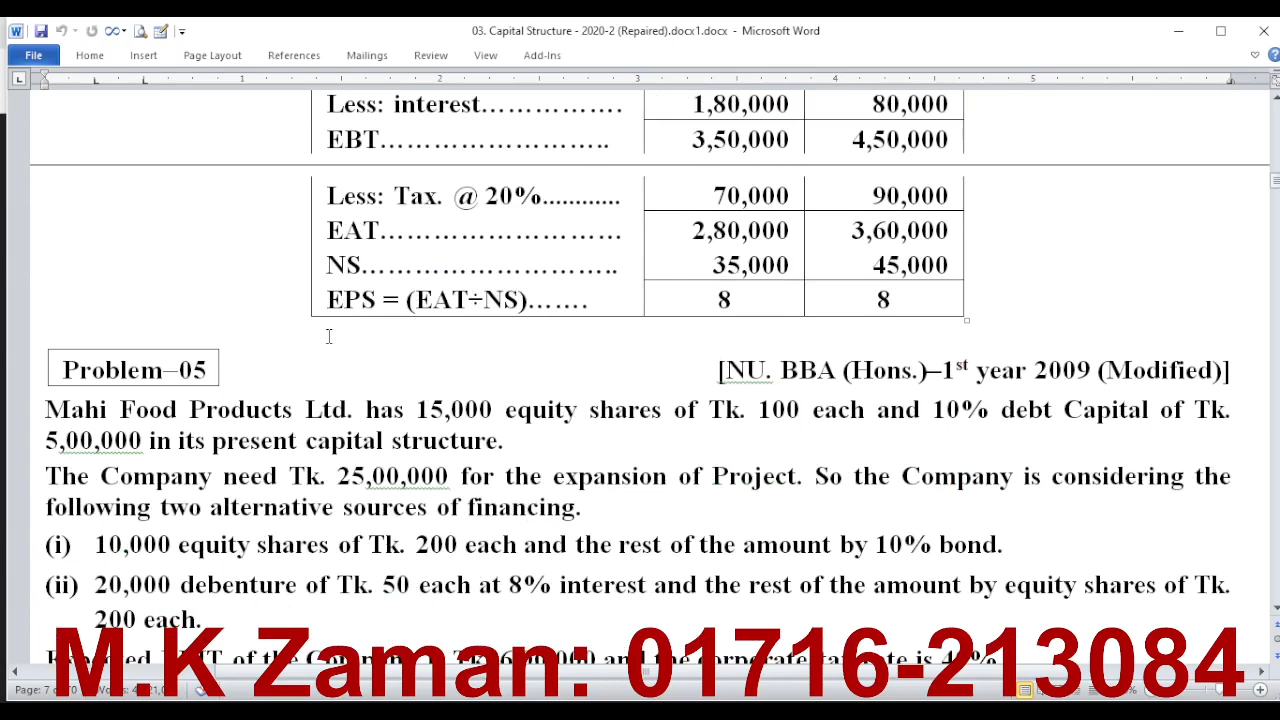 03. Capital Structure - 2020-2 (Repaired).docx1.docx - Microsoft Word
File Home Insert Page Layout References Mailings Review View Add-Ins
1 2 3 4 5
Less: interest……………. 1,80,000 80,000
EBT…………………….. 3,50,000 4,50,000
Less: Tax. @ 20%............ 70,000 90,000
EAT……………………… 2,80,000 3,60,000
NS……………………….. 35,000 45,000
EPS = (EAT÷NS)……. 8 8
Problem–05 [NU. BBA (Hons.)–1st year 2009 (Modified)]
Mahi Food Products Ltd. has 15,000 equity shares of Tk. 100 each and 10% debt Capital of Tk.
5,00,000 in its present capital structure.
The Company need Tk. 25,00,000 for the expansion of Project. So the Company is considering the
following two alternative sources of financing.
(i) 10,000 equity shares of Tk. 200 each and the rest of the amount by 10% bond.
(ii) 20,000 debenture of Tk. 50 each at 8% interest and the rest of the amount by equity shares of Tk.
200 each.
M.K Zaman: 01716-213084
Page: 7